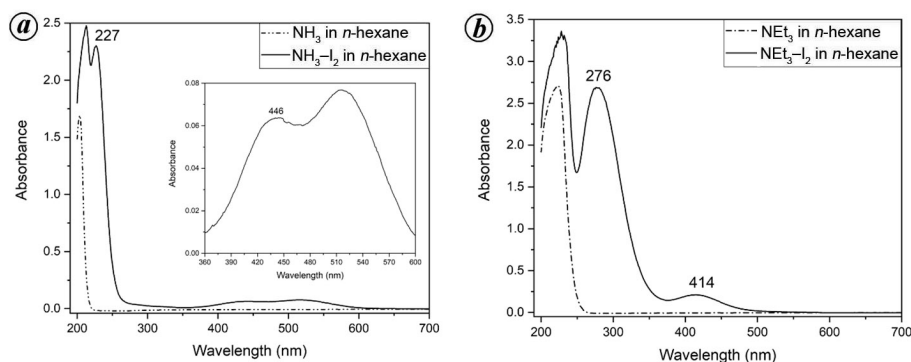 a
227
NH₃ in n-hexane
NH₃–I₂ in n-hexane
2.5
2.0
1.5
1.0
0.5
0.0
Absorbance
200 300 400 500 600 700
Wavelength (nm)
446
0.10
0.08
0.06
0.04
0.02
0.00
Absorbance
360 390 420 450 480 510 540 570 600
Wavelength (nm)
b
NEt₃ in n-hexane
NEt₃–I₂ in n-hexane
276
414
3.5
3.0
2.5
2.0
1.5
1.0
0.5
0.0
Absorbance
200 300 400 500 600 700
Wavelength (nm)